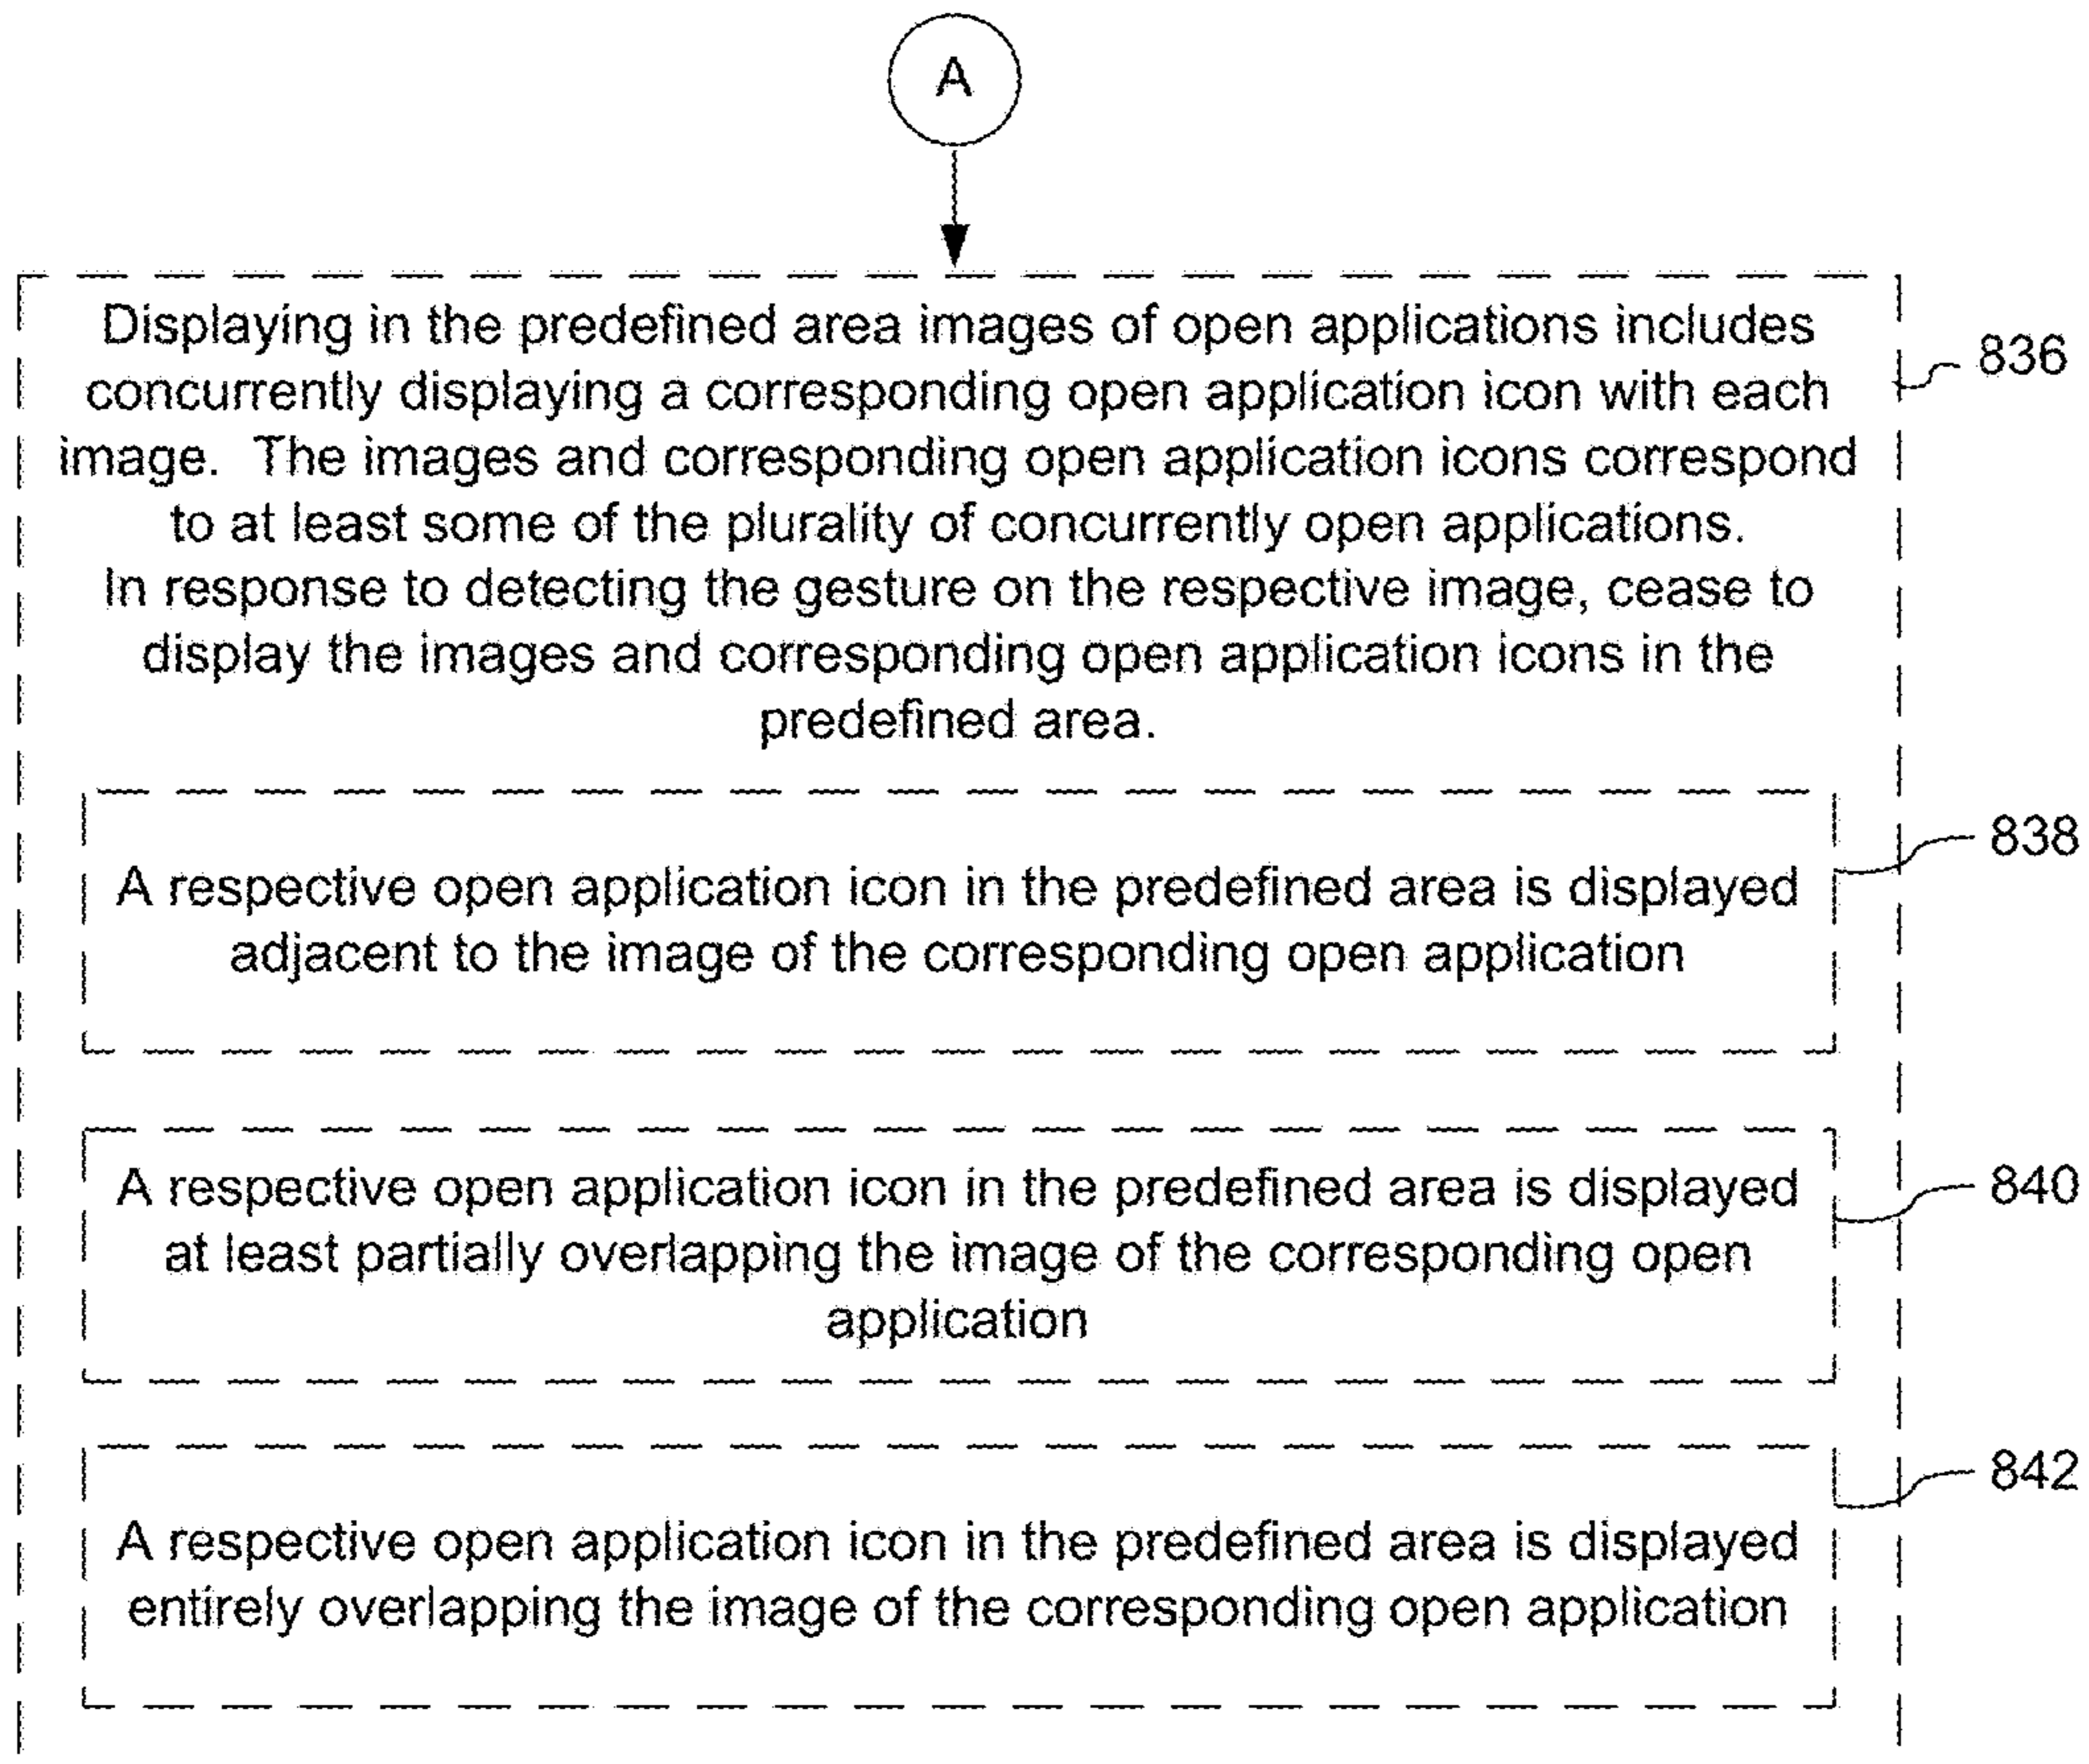 A
Displaying in the predefined area images of open applications includes
concurrently displaying a corresponding open application icon with each
image.  The images and corresponding open application icons correspond
to at least some of the plurality of concurrently open applications.
In response to detecting the gesture on the respective image, cease to
display the images and corresponding open application icons in the
predefined area.
836
A respective open application icon in the predefined area is displayed
adjacent to the image of the corresponding open application
838
A respective open application icon in the predefined area is displayed
at least partially overlapping the image of the corresponding open
application
840
A respective open application icon in the predefined area is displayed
entirely overlapping the image of the corresponding open application
842